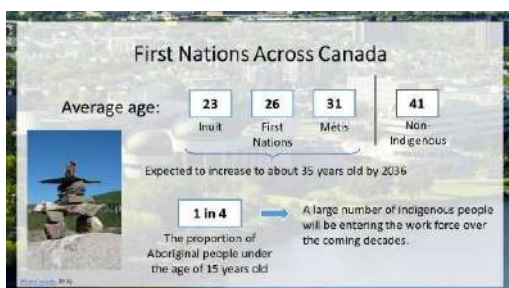 First Nations Across Canada
Average age:
23
Inuit
26
First
Nations
31
Métis
41
Non-
Indigenous
Expected to increase to about 35 years old by 2036
1 in 4
The proportion of
Aboriginal people under
the age of 15 years old
A large number of indigenous people
will be entering the work force over
the coming decades.